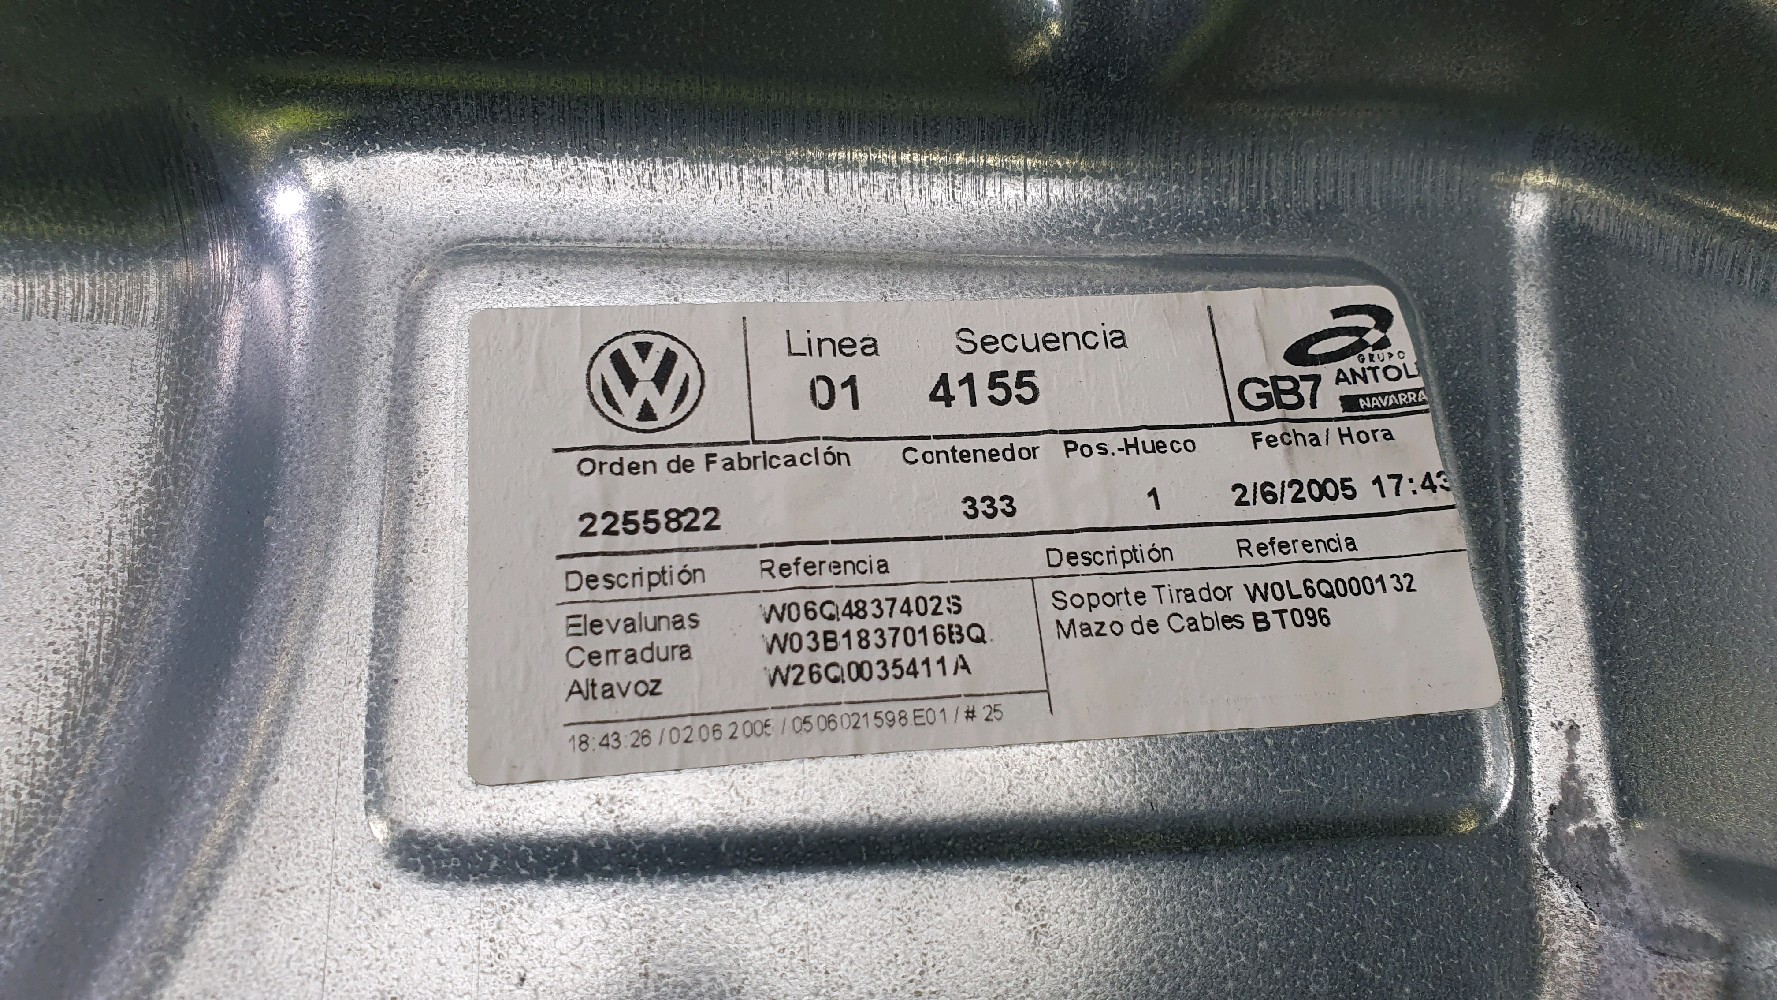 Linea Secuencia
01 4155
GRUPO
ANTOL
GB7 NAVARRA
Orden de Fabricación Contenedor Pos.-Hueco Fecha/Hora
2255822 333 1 2/6/2005 17:43
Descriptión Referencia Descriptión Referencia
Elevalunas W06Q4837402S Soporte Tirador W0L6Q000132
Cerradura W03B1837016BQ Mazo de Cables BT096
Altavoz W26Q0035411A
18:43:26 / 02.06.2005 / 0506021598E01 / # 25